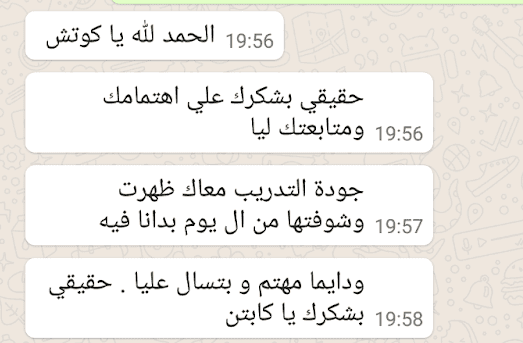 الحمد لله يا كوتش
19:56
حقيقي بشكرك علي اهتمامك
ومتابعتك ليا
19:56
جودة التدريب معاك ظهرت
وشوفتها من ال يوم بدانا فيه
19:57
ودايما مهتم و بتسال عليا . حقيقي
بشكرك يا كابتن
19:58